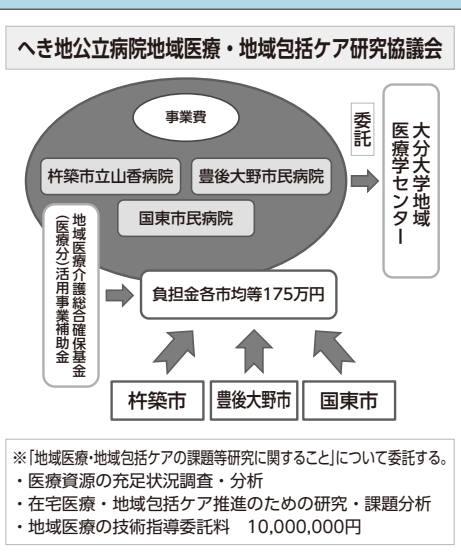 へき地公立病院地域医療・地域包括ケア研究協議会
事業費
委託
大分大学地域
医療学センター
杵築市立山香病院
豊後大野市民病院
国東市民病院
地域医療介護総合確保基金
(医療分)活用事業補助金
負担金各市均等175万円
杵築市
豊後大野市
国東市
※「地域医療・地域包括ケアの課題等研究に関すること」について委託する。
・医療資源の充足状況調査・分析
・在宅医療・地域包括ケア推進のための研究・課題分析
・地域医療の技術指導委託料 10,000,000円